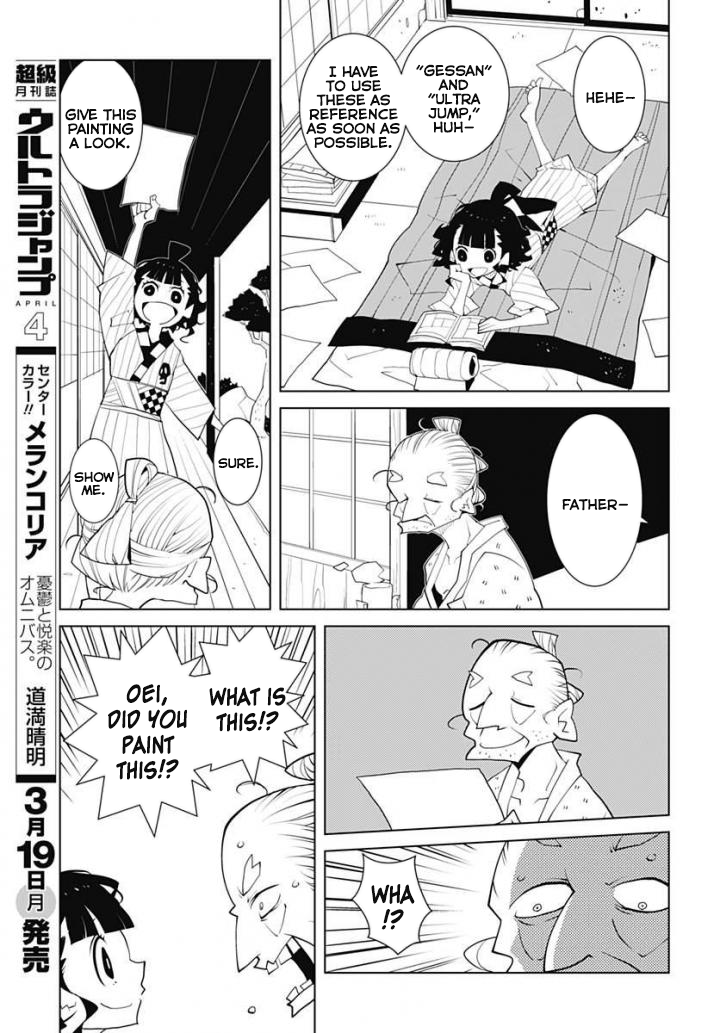 HEHE–
"GESSAN"
AND
"ULTRA
JUMP,"
HUH–
I HAVE
TO USE
THESE AS
REFERENCE
AS SOON AS
POSSIBLE.
FATHER–
GIVE THIS
PAINTING
A LOOK.
SURE.
SHOW
ME.
WHA
!?
WHAT IS
THIS!?
OEI,
DID YOU
PAINT
THIS!?
超級
月刊誌
ウルトラジャンプ
APRIL
4
センター
カラー!!
メランコリア
憂鬱と悦楽の
オムニバス。
道満晴明
3月19日月発売